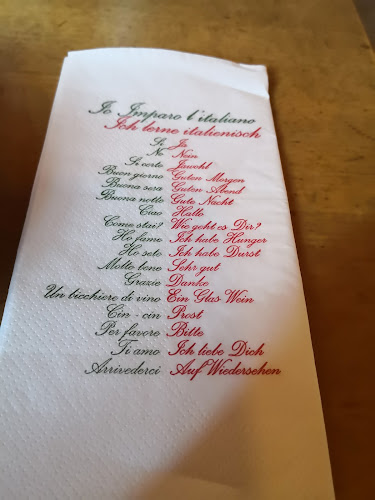 Io Imparo l'italiano
Ich lerne italienisch
Si Ja
No Nein
Si certo Jawohl
Buon giorno Guten Morgen
Buona sera Guten Abend
Buona notte Gute Nacht
Ciao Hallo
Come stai? Wie geht es Dir?
Ho fame Ich habe Hunger
Ho sete Ich habe Durst
Molto bene Sehr gut
Grazie Danke
Un bicchiere di vino Ein Glas Wein
Cin - cin Prost
Per favore Bitte
Ti amo Ich liebe Dich
Arrivederci Auf Wiedersehen